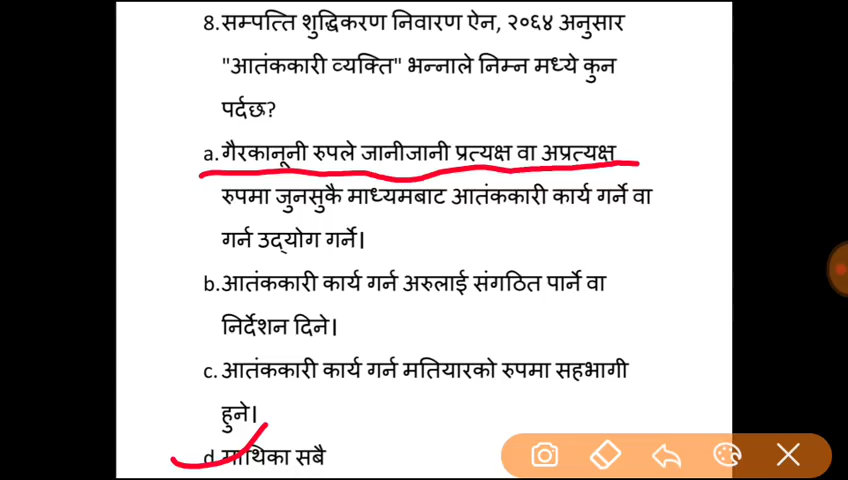 8.सम्पत्ति शुद्धिकरण निवारण ऐन, २०६४ अनुसार
"आतंककारी व्यक्ति" भन्नाले निम्न मध्ये कुन
पर्दछ?
a.गैरकानूनी रुपले जानीजानी प्रत्यक्ष वा अप्रत्यक्ष
रुपमा जुनसुकै माध्यमबाट आतंककारी कार्य गर्ने वा
गर्न उद्योग गर्ने।
b.आतंककारी कार्य गर्न अरुलाई संगठित पार्ने वा
निर्देशन दिने।
c. आतंककारी कार्य गर्न मतियारको रुपमा सहभागी
हुने।
d.माथिका सबै